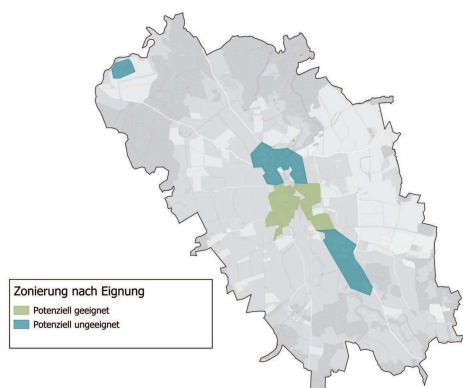 Zonierung nach Eignung
Potenziell geeignet
Potenziell ungeeignet